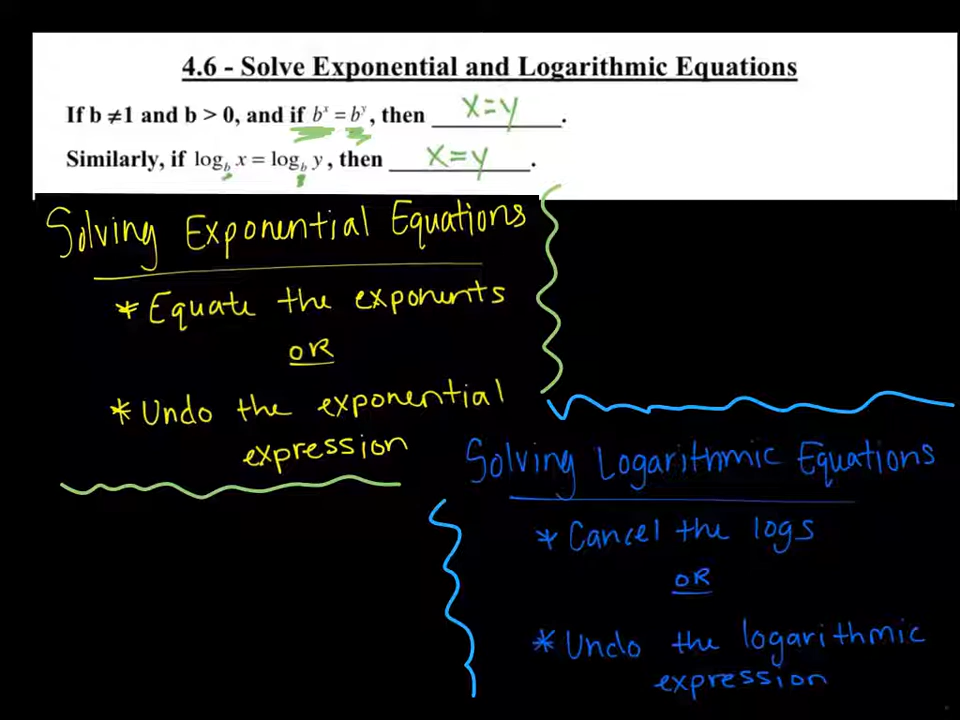 4.6 - Solve Exponential and Logarithmic Equations
If b ≠1 and b > 0, and if bˣ = bʸ, then x=y.
Similarly, if log_b x = log_b y, then x=y.
Solving Exponential Equations
* Equate the exponents
OR
* Undo the exponential
expression
Solving Logarithmic Equations
* Cancel the logs
OR
* Undo the logarithmic
expression